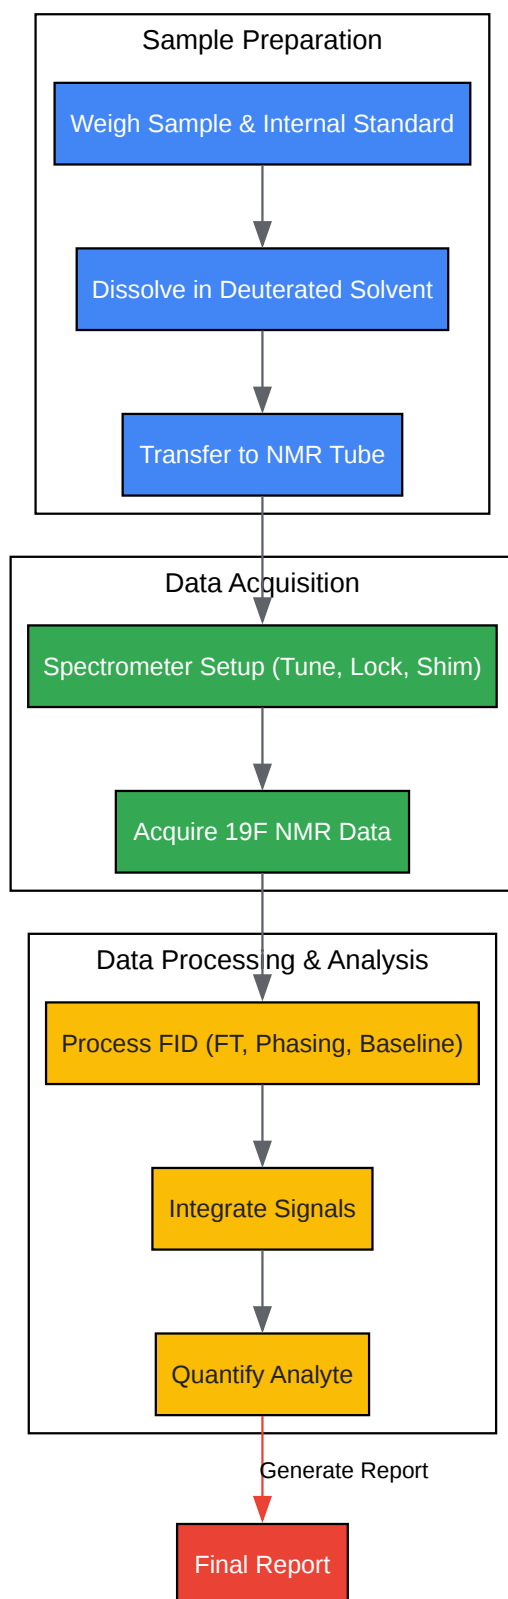 Sample Preparation
Weigh Sample & Internal Standard
Dissolve in Deuterated Solvent
Transfer to NMR Tube
Data Acquisition
Spectrometer Setup (Tune, Lock, Shim)
Acquire 19F NMR Data
Data Processing & Analysis
Process FID (FT, Phasing, Baseline)
Integrate Signals
Quantify Analyte
Generate Report
Final Report